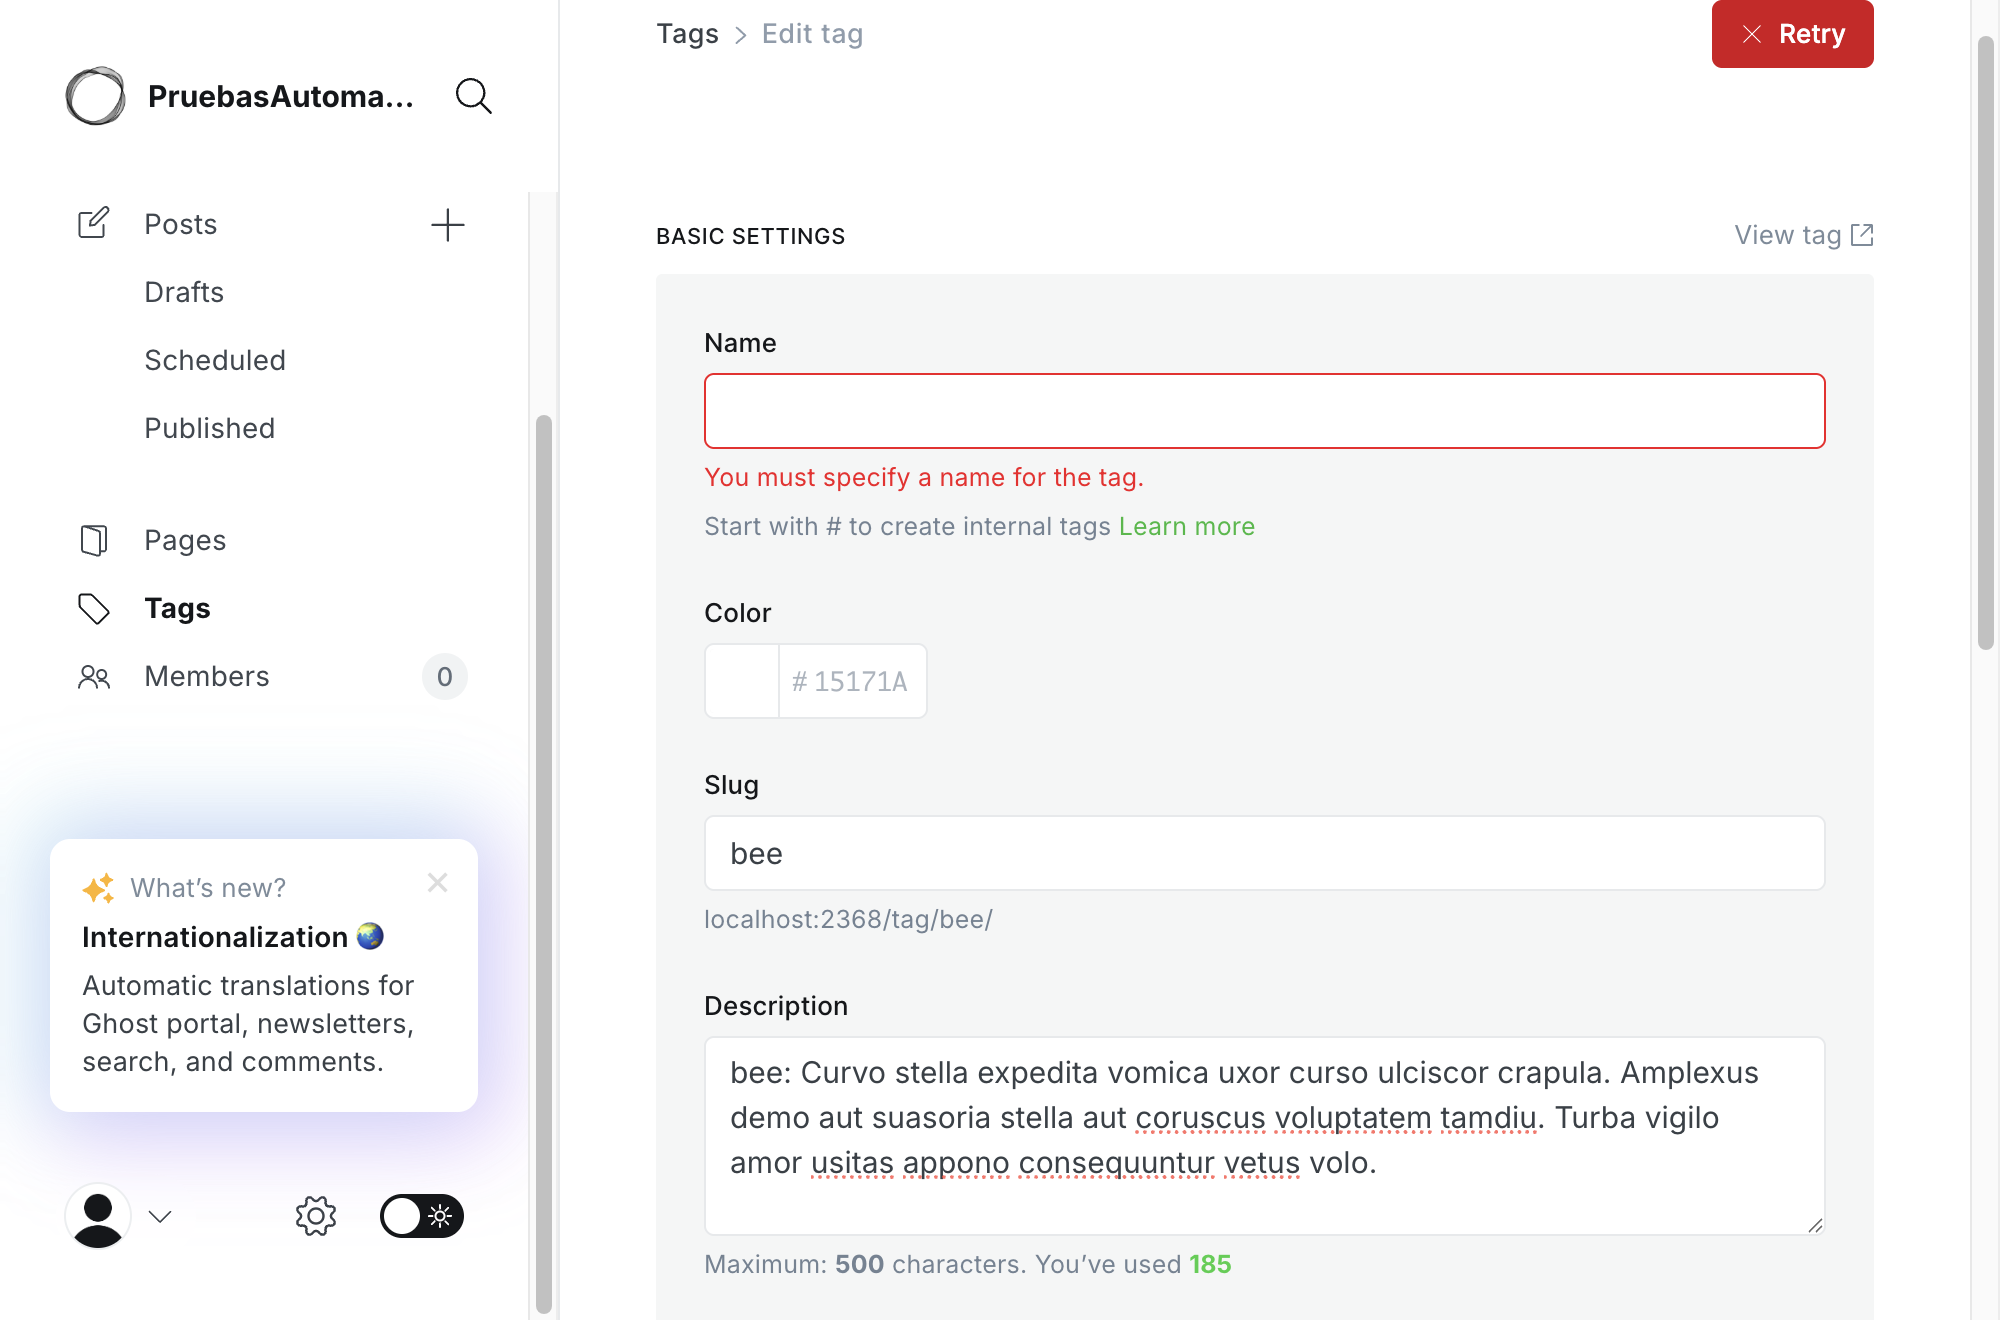 PruebasAutoma...
Posts
Drafts
Scheduled
Published
Pages
Tags
Members
0
What’s new?
Internationalization
Automatic translations for
Ghost portal, newsletters,
search, and comments.
Tags > Edit tag
Retry
BASIC SETTINGS
View tag
Name
You must specify a name for the tag.
Start with # to create internal tags Learn more
Color
# 15171A
Slug
bee
localhost:2368/tag/bee/
Description
bee: Curvo stella expedita vomica uxor curso ulciscor crapula. Amplexus
demo aut suasoria stella aut coruscus voluptatem tamdiu. Turba vigilo
amor usitas appono consequuntur vetus volo.
Maximum: 500 characters. You’ve used 185